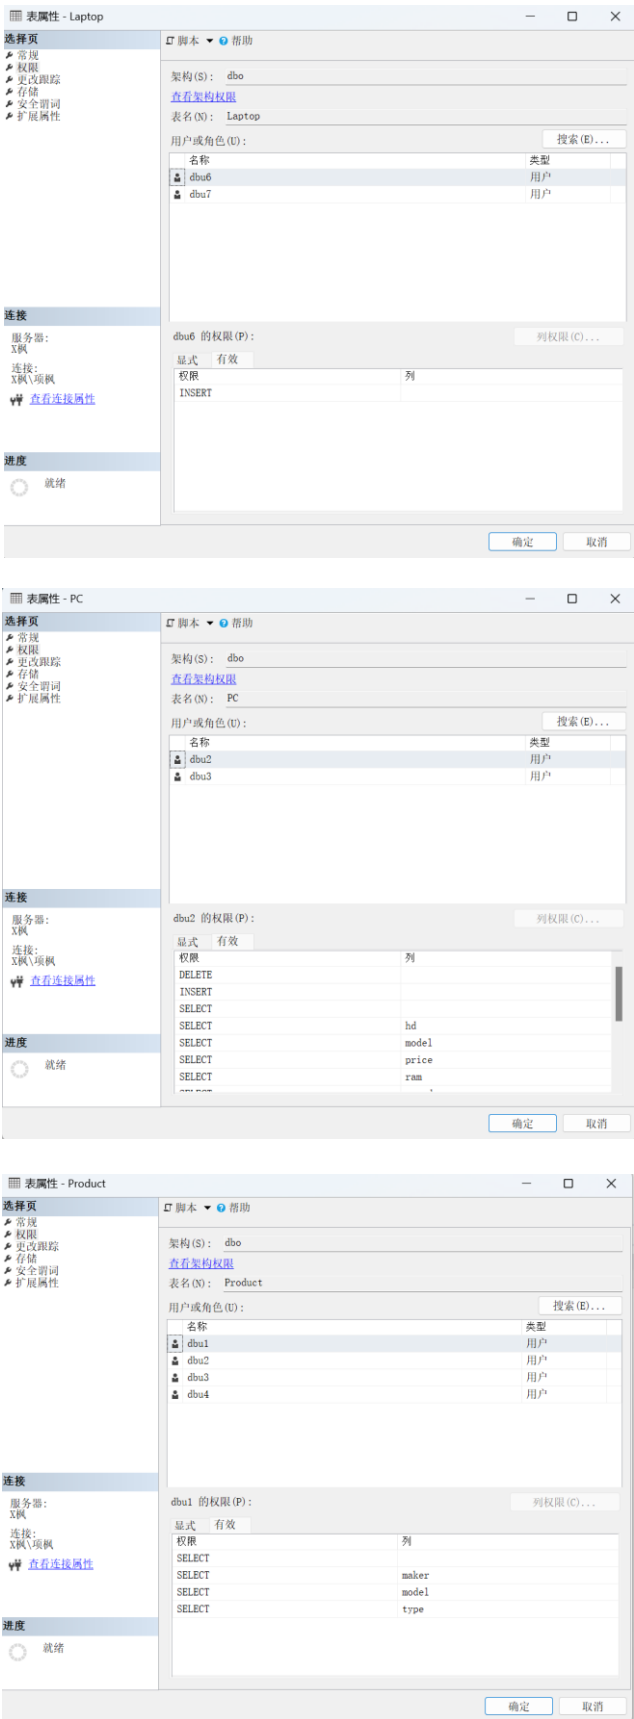 表属性 - Laptop
选择页
常规
权限
更改跟踪
存储
安全谓词
扩展属性
脚本 帮助
架构(S): dbo
查看架构权限
表名(N): Laptop
用户或角色(U): 搜索(E)...
名称 类型
dbu6 用户
dbu7 用户
连接
服务器:
X枫
连接:
X枫\项枫
查看连接属性
dbu6 的权限(P): 列权限(C)...
显式 有效
权限 列
INSERT
进度
就绪
确定 取消
表属性 - PC
选择页
常规
权限
更改跟踪
存储
安全谓词
扩展属性
脚本 帮助
架构(S): dbo
查看架构权限
表名(N): PC
用户或角色(U): 搜索(E)...
名称 类型
dbu2 用户
dbu3 用户
连接
服务器:
X枫
连接:
X枫\项枫
查看连接属性
dbu2 的权限(P): 列权限(C)...
显式 有效
权限 列
DELETE
INSERT
SELECT
SELECT hd
SELECT model
SELECT price
SELECT ram
进度
就绪
确定 取消
表属性 - Product
选择页
常规
权限
更改跟踪
存储
安全谓词
扩展属性
脚本 帮助
架构(S): dbo
查看架构权限
表名(N): Product
用户或角色(U): 搜索(E)...
名称 类型
dbu1 用户
dbu2 用户
dbu3 用户
dbu4 用户
连接
服务器:
X枫
连接:
X枫\项枫
查看连接属性
dbu1 的权限(P): 列权限(C)...
显式 有效
权限 列
SELECT
SELECT maker
SELECT model
SELECT type
进度
就绪
确定 取消